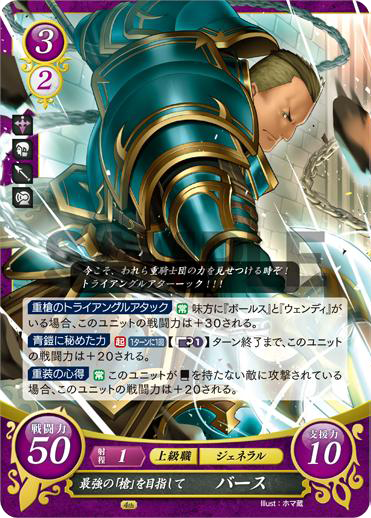 3
2
SAMPLE
今こそ、われら重騎士団の力を見せつける時ぞ!
トライアングルアターーック!!!
重槍のトライアングルアタック 常 味方に『ボールス』と『ウェンディ』が
いる場合、このユニットの戦闘力は+30される。
青鎧に秘めた力 起 1ターンに1回【 P1】ターン終了まで、このユニット
の戦闘力は+20される。
重装の心得 常 このユニットが を持たない敵に攻撃されている
場合、このユニットの戦闘力は+20される。
戦闘力
50
射程 1
上級職
ジェネラル
支援力
10
最強の『槍』を目指して バース
4th
Illust:ホマ蔵